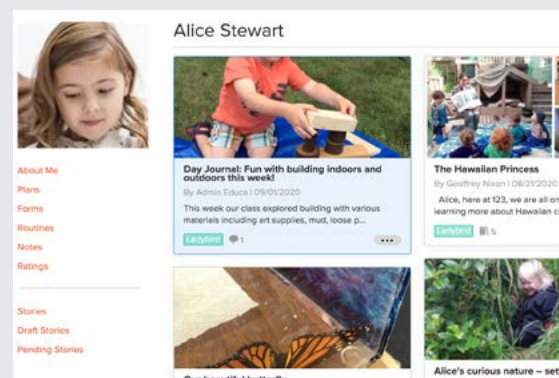 Alice Stewart
About Me
Plans
Forms
Routines
Notes
Ratings
Stories
Draft Stories
Pending Stories
Day Journal: Fun with building indoors and
outdoors this week!
By Admin Educa | 09/01/2020
This week our class explored building with various
materials including art supplies, mud, loose p...
Ladybird 1
The Hawaiian Princess
By Geoffrey Nixon | 08/21/2020
Alice, here at 123, we are all on
learning more about Hawaiian c
Ladybird 5
Alice's curious nature – set